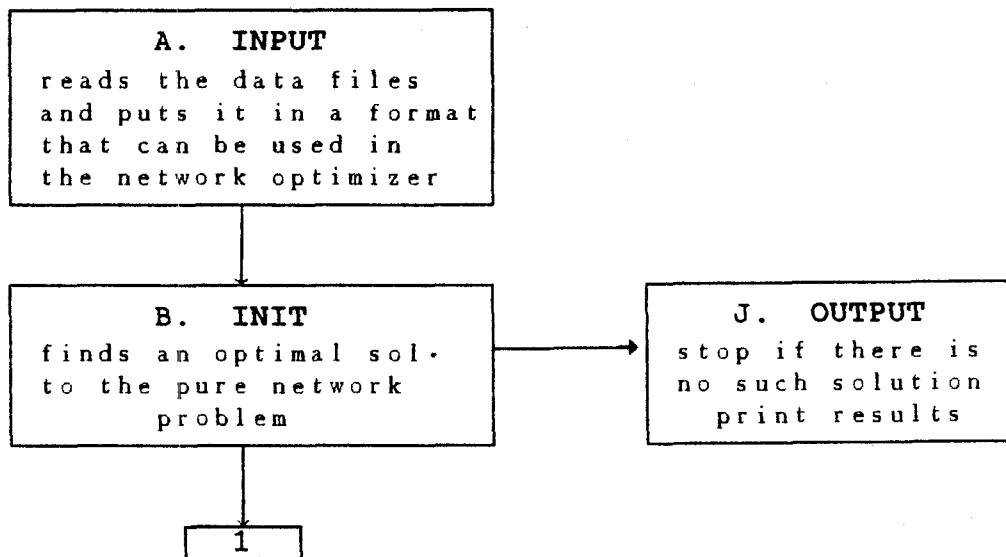 A. INPUT
reads the data files
and puts it in a format
that can be used in
the network optimizer
B. INIT
finds an optimal sol.
to the pure network
problem
J. OUTPUT
stop if there is
no such solution
print results
1